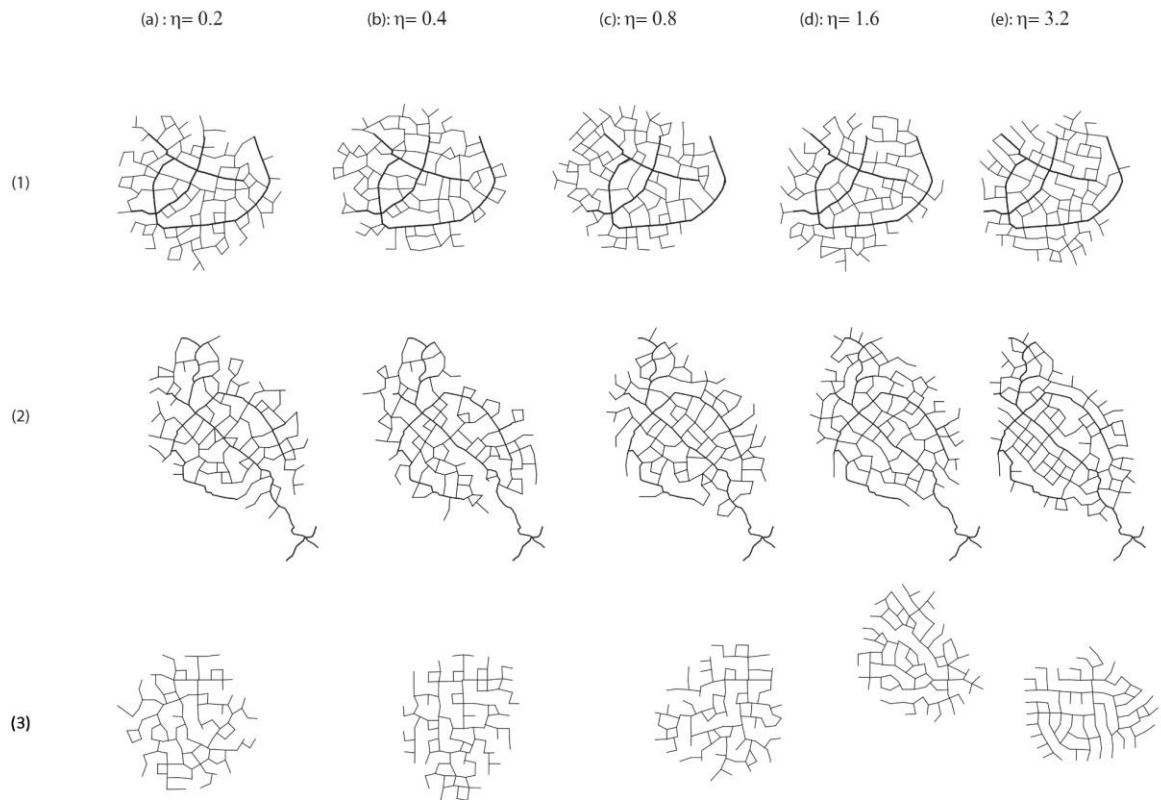 (a) : η= 0.2 (b): η= 0.4 (c): η= 0.8 (d): η= 1.6 (e): η= 3.2
(1)
(2)
(3)